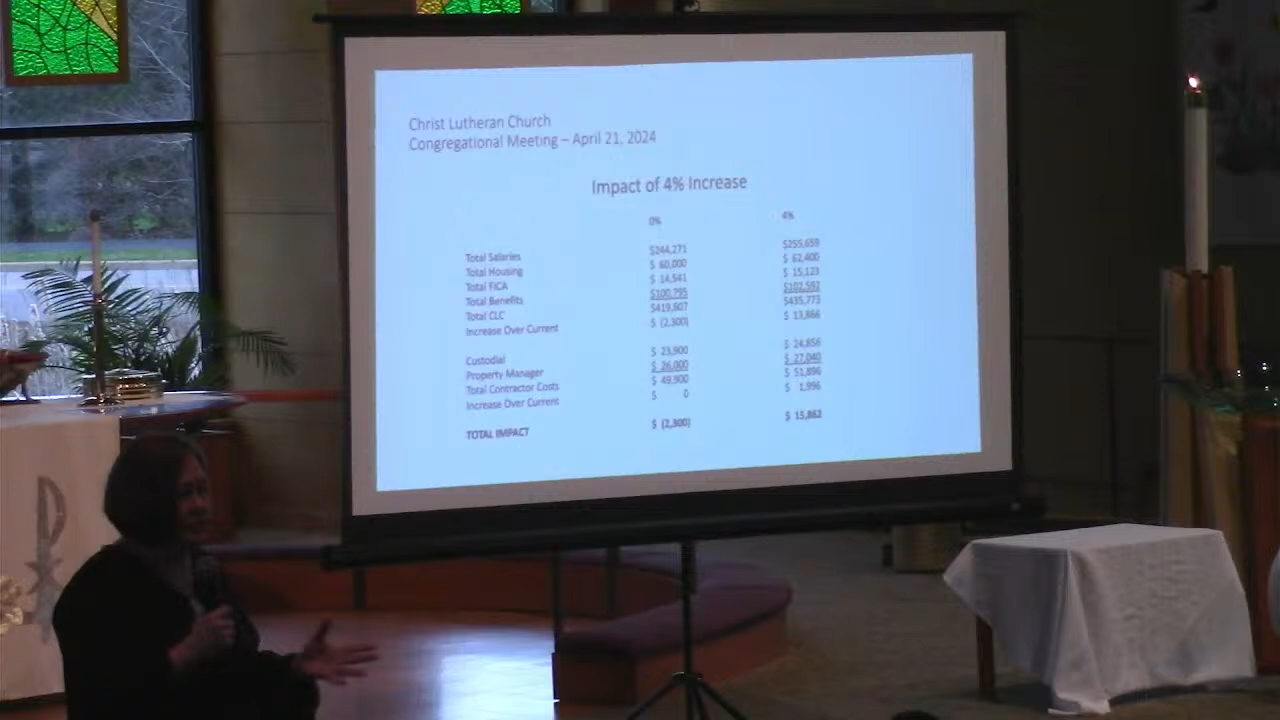 Christ Lutheran Church
Congregational Meeting – April 21, 2024
Impact of 4% Increase
0% 4%
Total Salaries $244,271 $255,659
Total Housing $ 60,000 $ 62,400
Total FICA $ 14,541 $ 15,123
Total Benefits $100,795 $102,592
Total CLC $419,607 $435,773
Increase Over Current $ (2,300) $ 13,866
Custodial $ 23,900 $ 24,856
Property Manager $ 26,000 $ 27,040
Total Contractor Costs $ 49,900 $ 51,896
Increase Over Current $ 0 $ 1,996
TOTAL IMPACT $ (2,300) $ 15,862